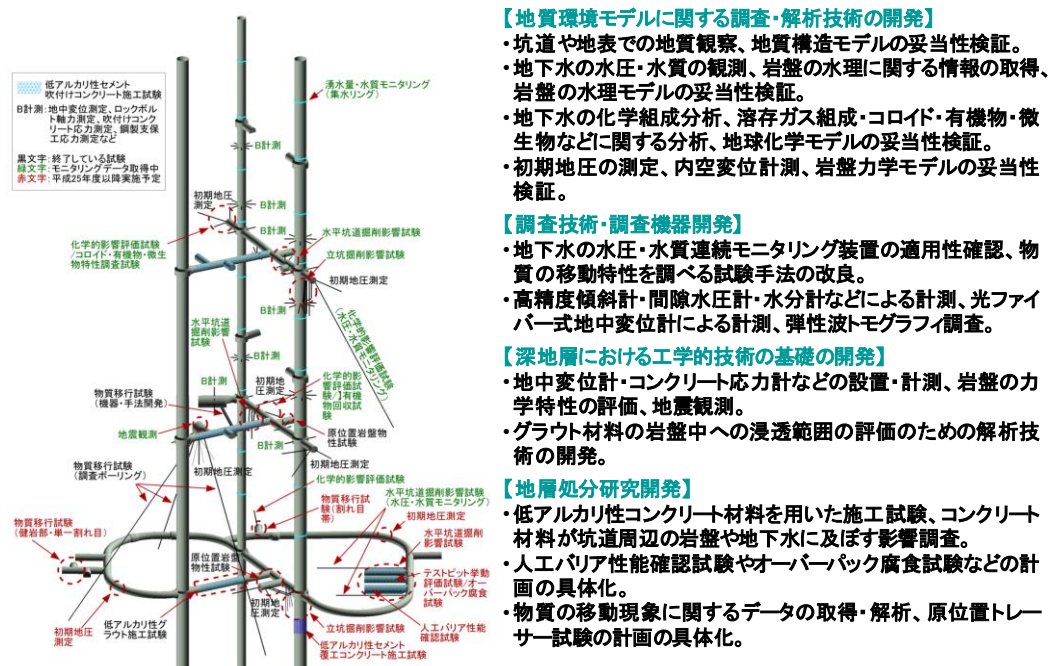 低アルカリ性セメント
吹付けコンクリート施工試験
B計測:地中変位測定、ロックボル
ト軸力測定、吹付けコンク
リート応力測定、鋼製支保
工応力測定など
黒文字:終了している試験
緑文字:モニタリングデータ取得中
赤文字:平成25年度以降実施予定
湧水量・水質モニタリング
(集水リング)
B計測
初期地圧
測定
B計測
B計測
水平坑道掘削影響試験
化学的影響評価試験
/コロイド・有機物・微生
物特性調査試験
立坑掘削影響試験
初期地圧測定
B計測
化学的影響評価試験
(水圧・水質モニタリング)
水平坑道
掘削影響
試験
B計測
B計測
初期地
圧測定
化学的影
響評価試
験/】有機
物回収試
験
物質移行試験
(機器・手法開発)
地震観測
原位置岩盤物
性試験
B計測
初期地圧測定
物質移行試験
(調査ボーリング)
初期地圧測定
化学的影響評価試験
水平坑道掘削影響試験
(水圧・水質モニタリング)
物質移行試
験(割れ目
帯)
初期地圧測定
物質移行試験
(健岩部・単一割れ目)
水平坑道掘削
影響試験
原位置岩盤
物性試験
テストピット挙動
評価試験/オー
バーパック腐食
試験
初期地
圧測定
人工バリア性能
確認試験
低アルカリ性グ
ラウト施工試験
立坑掘削影響試験
初期地圧
測定
低アルカリ性セメント
覆工コンクリート施工試験
【地質環境モデルに関する調査・解析技術の開発】
・坑道や地表での地質観察、地質構造モデルの妥当性検証。
・地下水の水圧・水質の観測、岩盤の水理に関する情報の取得、
岩盤の水理モデルの妥当性検証。
・地下水の化学組成分析、溶存ガス組成・コロイド・有機物・微
生物などに関する分析、地球化学モデルの妥当性検証。
・初期地圧の測定、内空変位計測、岩盤力学モデルの妥当性
検証。
【調査技術・調査機器開発】
・地下水の水圧・水質連続モニタリング装置の適用性確認、物
質の移動特性を調べる試験手法の改良。
・高精度傾斜計・間隙水圧計・水分計などによる計測、光ファイ
バー式地中変位計による計測、弾性波トモグラフィ調査。
【深地層における工学的技術の基礎の開発】
・地中変位計・コンクリート応力計などの設置・計測、岩盤の力
学特性の評価、地震観測。
・グラウト材料の岩盤中への浸透範囲の評価のための解析技
術の開発。
【地層処分研究開発】
・低アルカリ性コンクリート材料を用いた施工試験、コンクリート
材料が坑道周辺の岩盤や地下水に及ぼす影響調査。
・人工バリア性能確認試験やオーバーパック腐食試験などの計
画の具体化。
・物質の移動現象に関するデータの取得・解析、原位置トレー
サー試験の計画の具体化。